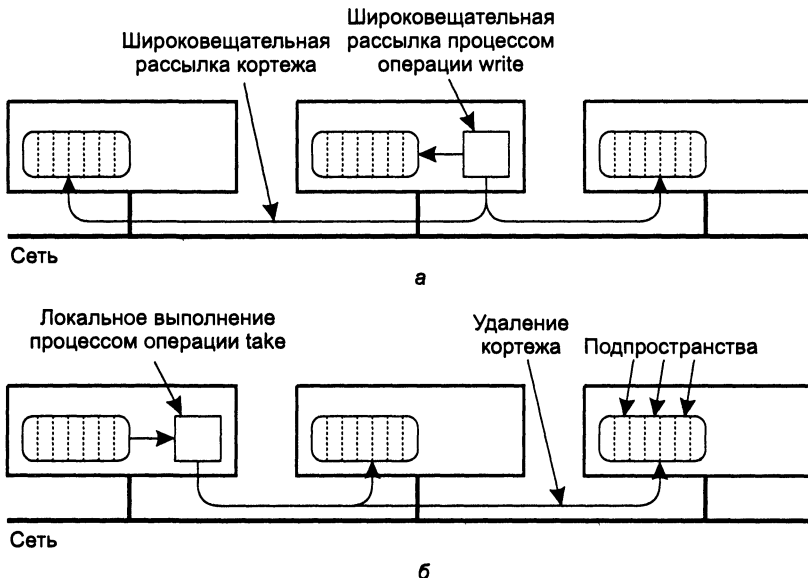 Широковещательная
рассылка кортежа
Широковещательная
рассылка процессом
операции write
Сеть
а
Локальное выполнение
процессом операции take
Удаление
кортежа
Подпространства
Сеть
б